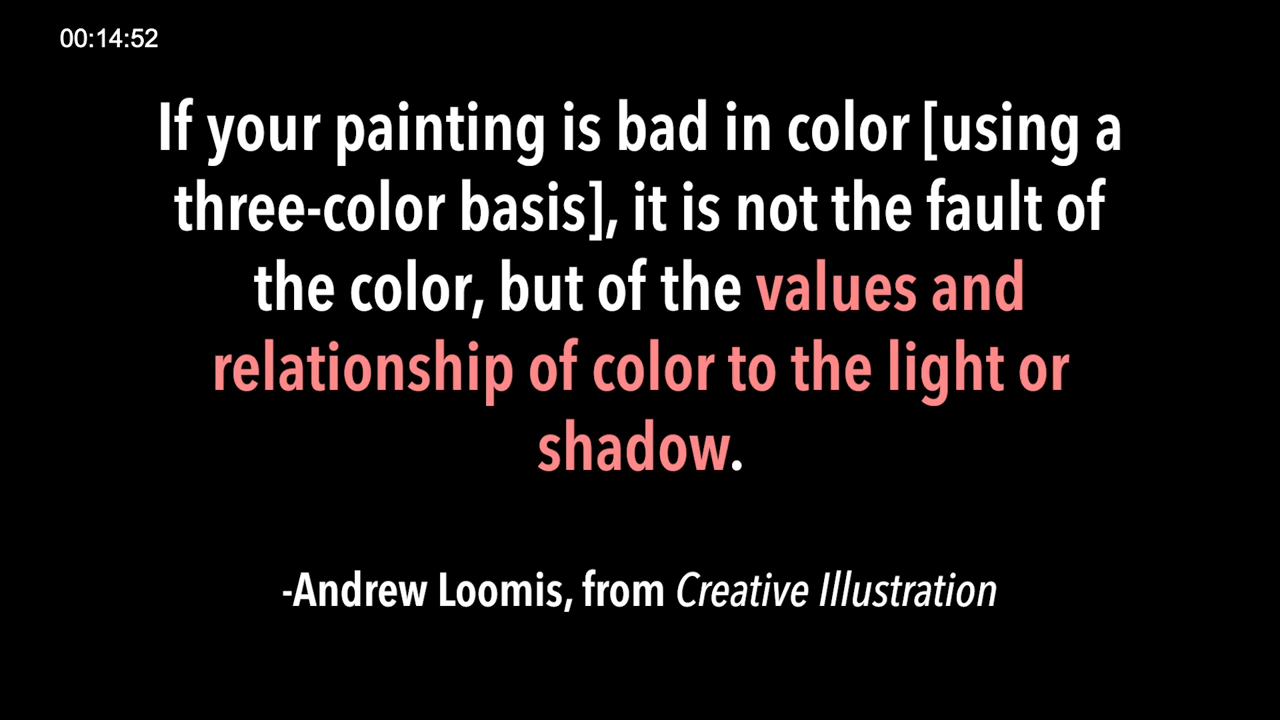 00:14:52
If your painting is bad in color [using a
three-color basis], it is not the fault of
the color, but of the values and
relationship of color to the light or
shadow.
-Andrew Loomis, from Creative Illustration